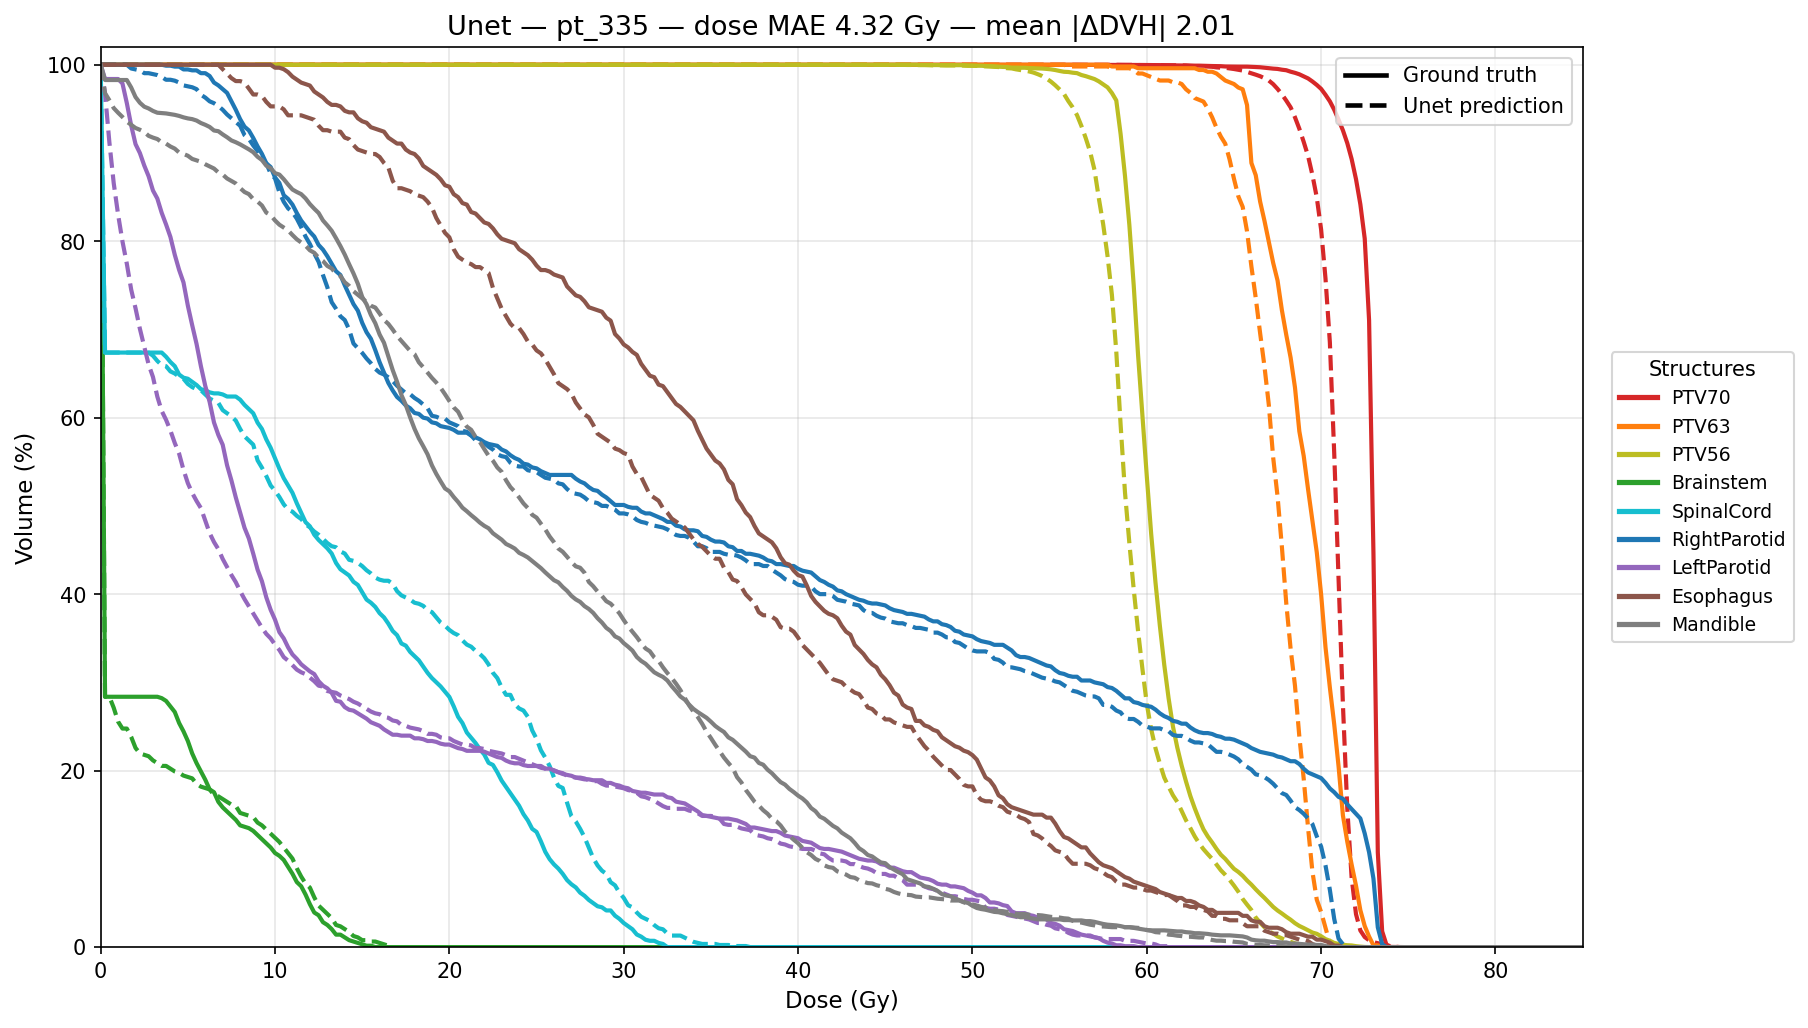 Unet — pt_335 — dose MAE 4.32 Gy — mean |ΔDVH| 2.01
Ground truth
Unet prediction
Volume (%)
100
80
60
40
20
0
0 10 20 30 40 50 60 70 80
Dose (Gy)
Structures
PTV70
PTV63
PTV56
Brainstem
SpinalCord
RightParotid
LeftParotid
Esophagus
Mandible